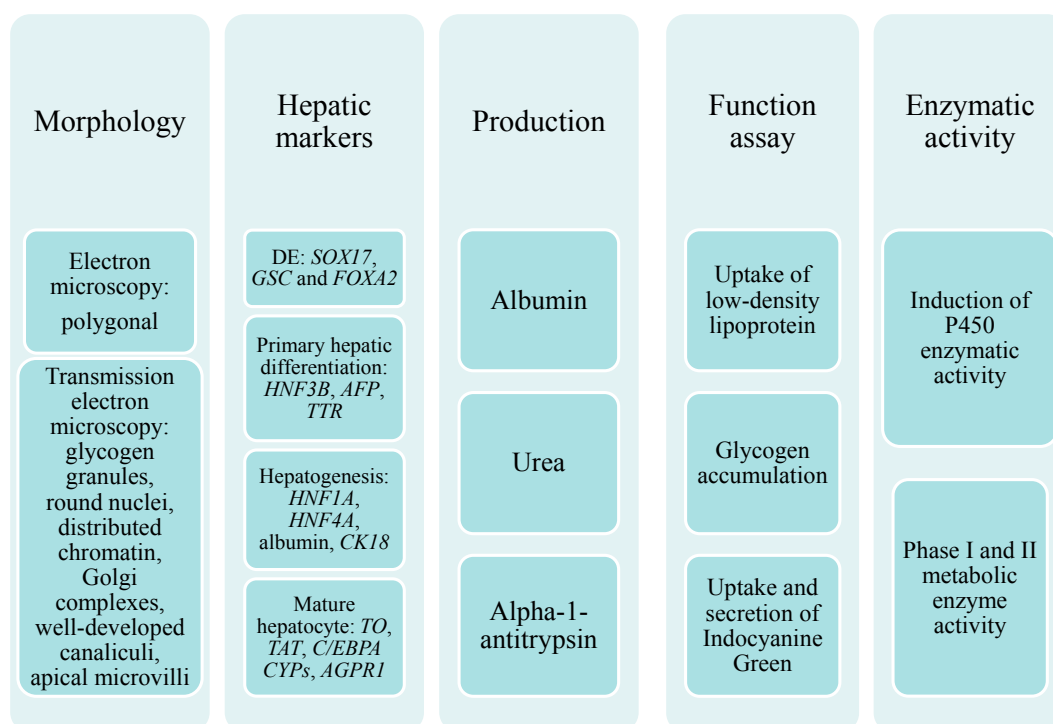 Morphology
Electron
microscopy:
polygonal
Transmission
electron
microscopy:
glycogen
granules,
round nuclei,
distributed
chromatin,
Golgi
complexes,
well-developed
canaliculi,
apical microvilli
Hepatic
markers
DE: SOX17,
GSC and FOXA2
Primary hepatic
differentiation:
HNF3B, AFP,
TTR
Hepatogenesis:
HNF1A,
HNF4A,
albumin, CK18
Mature
hepatocyte: TO,
TAT, C/EBPA
CYPs, AGPR1
Production
Albumin
Urea
Alpha-1-
antitrypsin
Function
assay
Uptake of
low-density
lipoprotein
Glycogen
accumulation
Uptake and
secretion of
Indocyanine
Green
Enzymatic
activity
Induction of
P450
enzymatic
activity
Phase I and II
metabolic
enzyme
activity